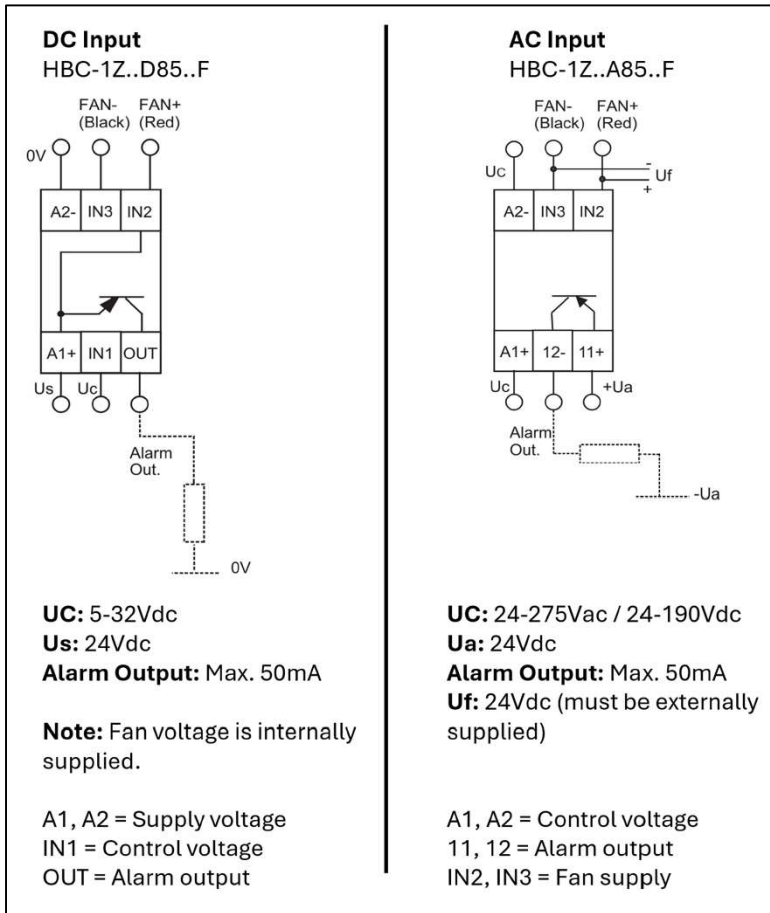 DC Input
HBC-1Z..D85..F
FAN-
(Black)
FAN+
(Red)
0V
A2- IN3 IN2
A1+ IN1 OUT
Us
Uc
Alarm
Out.
0V
UC: 5-32Vdc
Us: 24Vdc
Alarm Output: Max. 50mA
Note: Fan voltage is internally
supplied.
A1, A2 = Supply voltage
IN1 = Control voltage
OUT = Alarm output
AC Input
HBC-1Z..A85..F
FAN-
(Black)
FAN+
(Red)
Uc
-
Uf
+
A2- IN3 IN2
A1+ 12- 11+
Uc
+Ua
Alarm
Out.
-Ua
UC: 24-275Vac / 24-190Vdc
Ua: 24Vdc
Alarm Output: Max. 50mA
Uf: 24Vdc (must be externally
supplied)
A1, A2 = Control voltage
11, 12 = Alarm output
IN2, IN3 = Fan supply